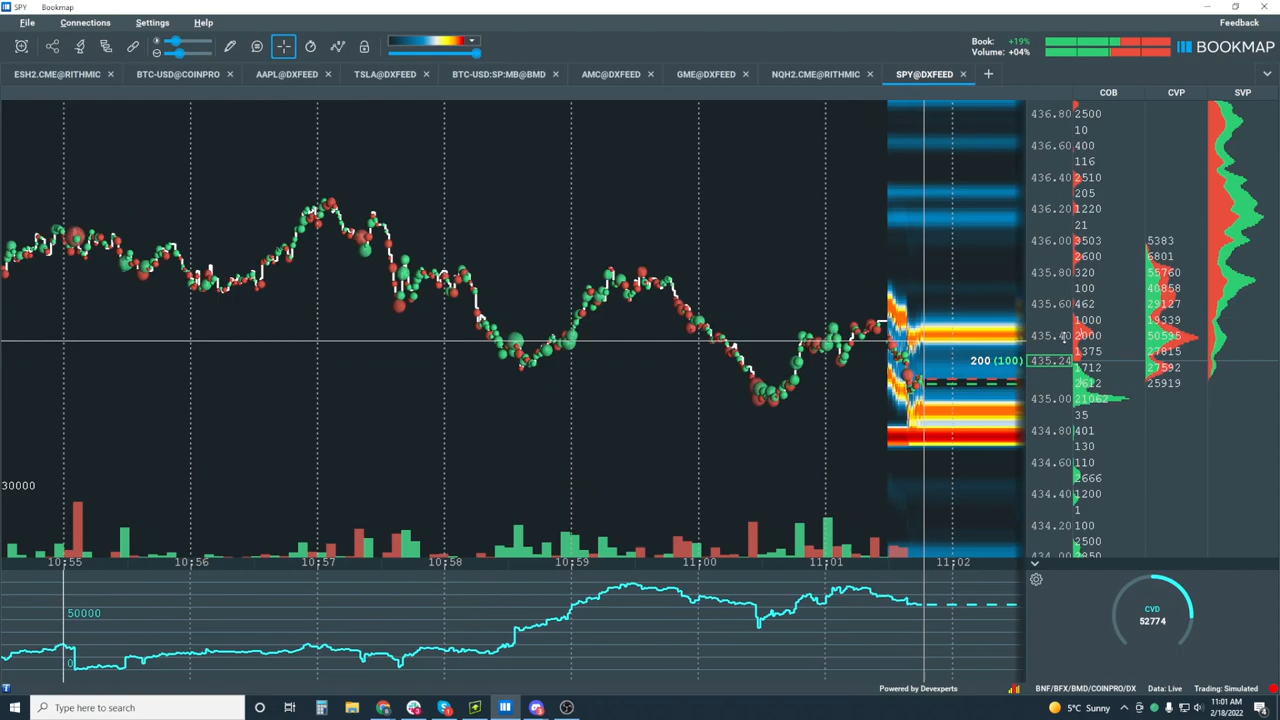 SPY Bookmap
File Connections Settings Help Feedback
Book: +19%
Volume: +04%
BOOKMAP
ESH2.CME@RITHMIC BTC-USD@COINPRO AAPL@DXFEED TSLA@DXFEED BTC-USD:SP:MB@BMD AMC@DXFEED GME@DXFEED NQH2.CME@RITHMIC SPY@DXFEED
COB CVP SVP
436.80 2500
10
436.60 400
116
436.40 2510
205
436.20 1220
21
436.00 3503 5383
2600 6801
435.80 320 55760
100 40858
435.60 462 29127
1000 19339
435.40 2000 50595
1375 27815
200 (100) 435.24
1712 27592
2612 25919
435.00 21062
35
434.80 401
130
434.60 110
2666
434.40 1200
1
434.20 100
2500
434.00
30000
10:55 10:56 10:57 10:58 10:59 11:00 11:01 11:02
50000
0
CVD
52774
Powered by Devexperts BNF/BFX/BMD/COINPRO/DX Data: Live Trading: Simulated
Type here to search
5°C Sunny
11:01 AM
2/18/2022
4